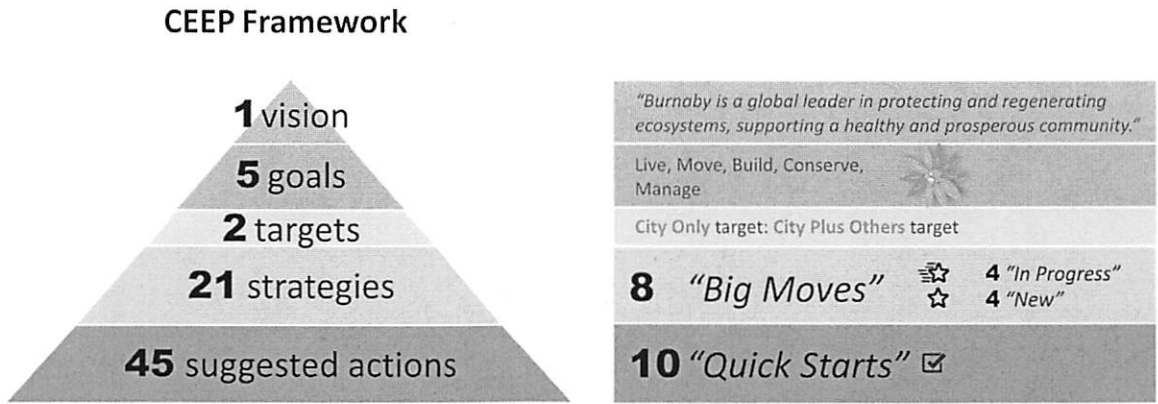 CEEP Framework
1 vision
5 goals
2 targets
21 strategies
45 suggested actions
"Burnaby is a global leader in protecting and regenerating
ecosystems, supporting a healthy and prosperous community."
Live, Move, Build, Conserve,
Manage
City Only target: City Plus Others target
8 "Big Moves"
4 "In Progress"
4 "New"
10 "Quick Starts"